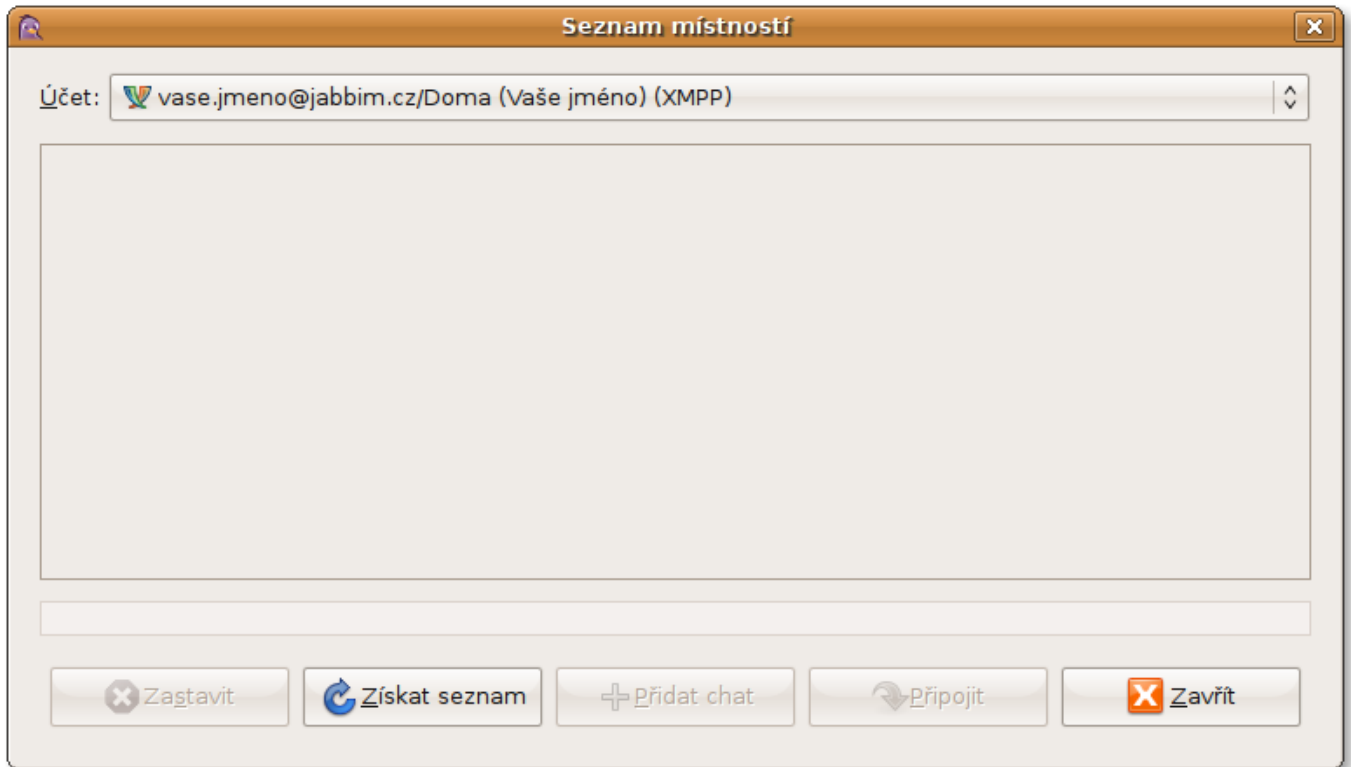 Seznam místností
Účet: vase.jmeno@jabbim.cz/Doma (Vaše jméno) (XMPP)
Zastavit Získat seznam Přidat chat Připojit Zavřít